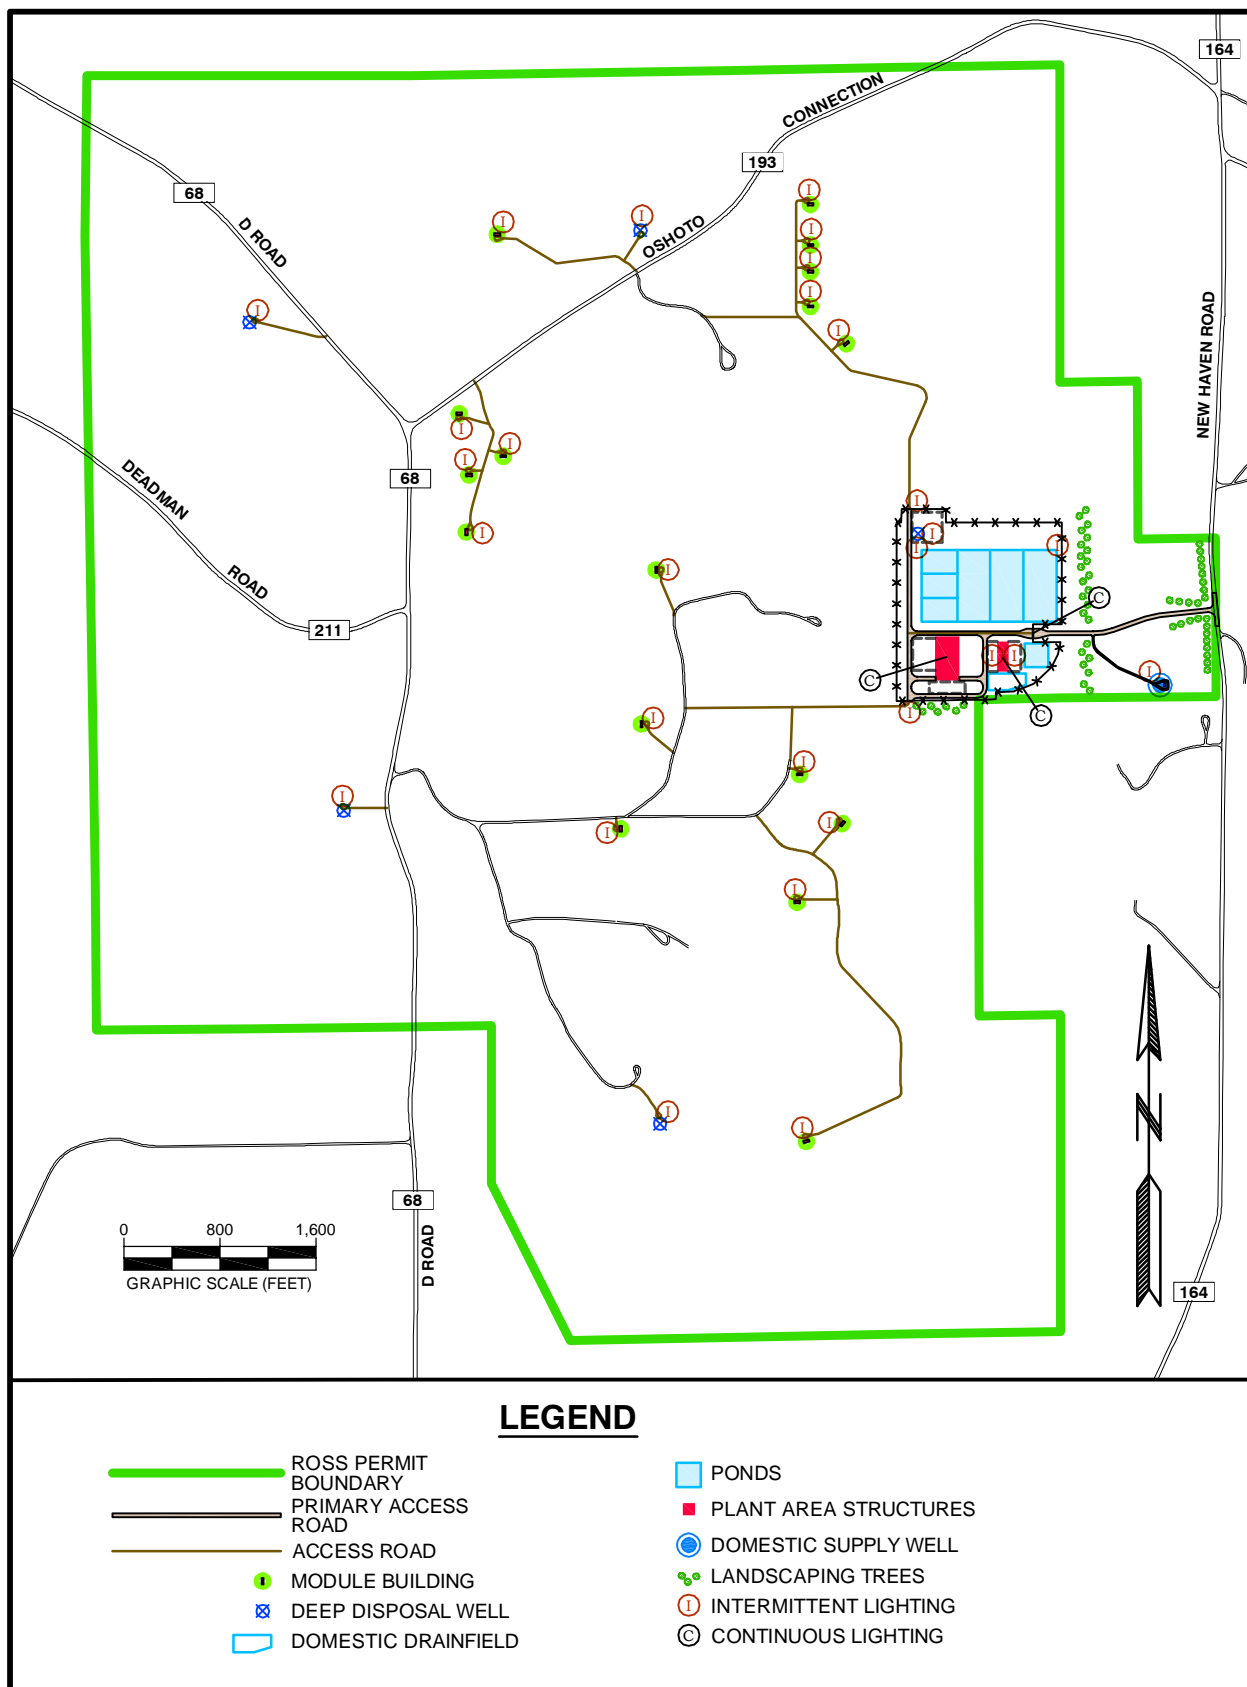 164
CONNECTION
193
68
D ROAD
OSHOTO
I
I
I
I
I
I
I
I
NEW HAVEN ROAD
I
I
I
DEADMAN
68
I
I
I
I
I
I
ROAD
I
C
211
I
I
I
C
I
C
I
I
I
I
I
I
I
I
I
N
68
D ROAD
0
800
1,600
GRAPHIC SCALE (FEET)
164
LEGEND
ROSS PERMIT
BOUNDARY
PRIMARY ACCESS
ROAD
ACCESS ROAD
MODULE BUILDING
DEEP DISPOSAL WELL
DOMESTIC DRAINFIELD
PONDS
PLANT AREA STRUCTURES
DOMESTIC SUPPLY WELL
LANDSCAPING TREES
I INTERMITTENT LIGHTING
C CONTINUOUS LIGHTING